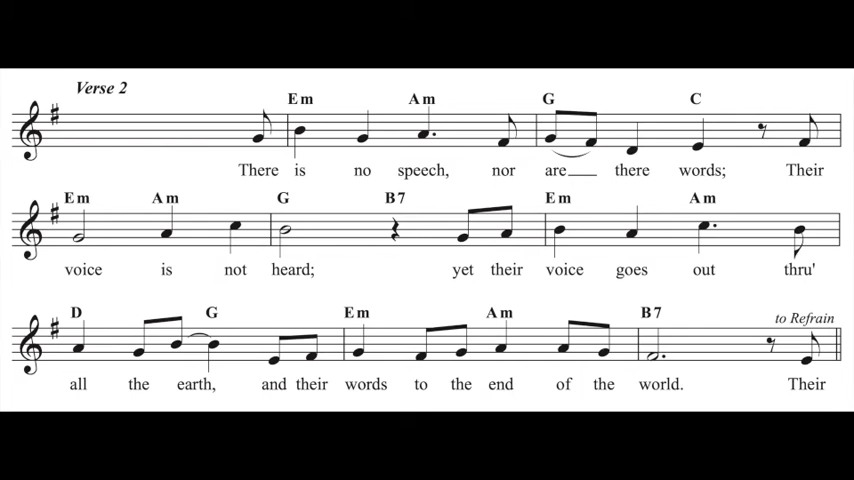 Verse 2
Em Am G C
There is no speech, nor are___ there words; Their
Em Am G B7 Em Am
voice is not heard; yet their voice goes out thru'
D G Em Am B7 to Refrain
all the earth, and their words to the end of the world. Their